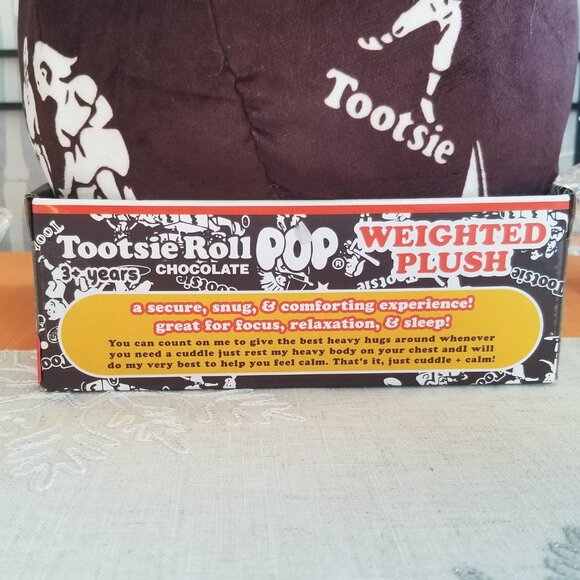 Tootsie
Tootsie Roll POP®
CHOCOLATE
3+ years
WEIGHTED
PLUSH
a secure, snug, & comforting experience!
great for focus, relaxation, & sleep!
You can count on me to give the best heavy hugs around whenever
you need a cuddle just rest my heavy body on your chest andI will
do my very best to help you feel calm. That's it, just cuddle + calm!